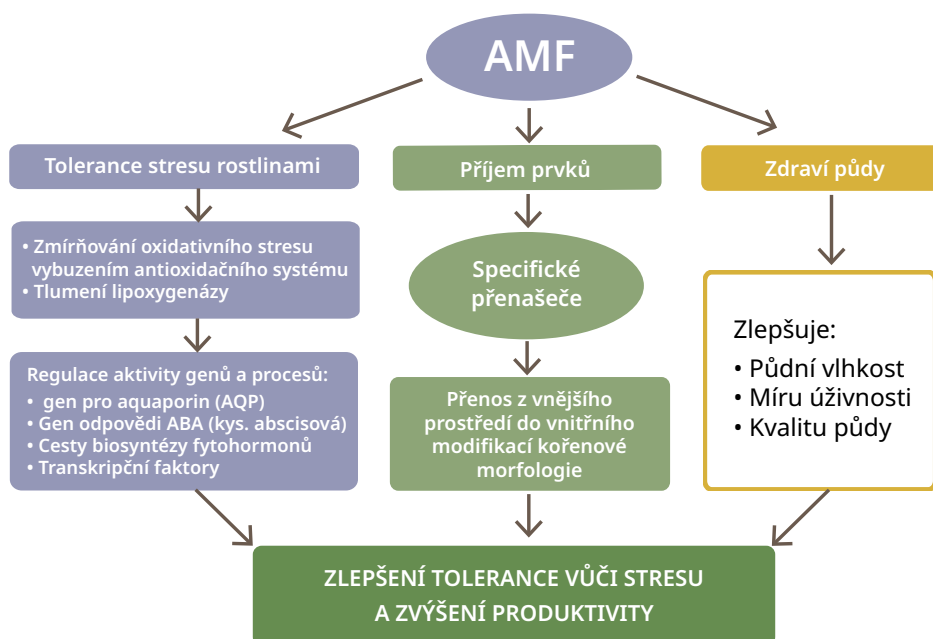 AMF
Tolerance stresu rostlinami
• Zmírňování oxidativního stresu
vybuzením antioxidačního systému
• Tlumení lipoxygenázy
Regulace aktivity genů a procesů:
• gen pro aquaporin (AQP)
• Gen odpovědi ABA (kys. abscisová)
• Cesty biosyntézy fytohormonů
• Transkripční faktory
Příjem prvků
Specifické
přenašeče
Přenos z vnějšího
prostředí do vnitřního
modifikací kořenové
morfologie
Zdraví půdy
Zlepšuje:
• Půdní vlhkost
• Míru úživnosti
• Kvalitu půdy
ZLEPŠENÍ TOLERANCE VŮČI STRESU
A ZVÝŠENÍ PRODUKTIVITY